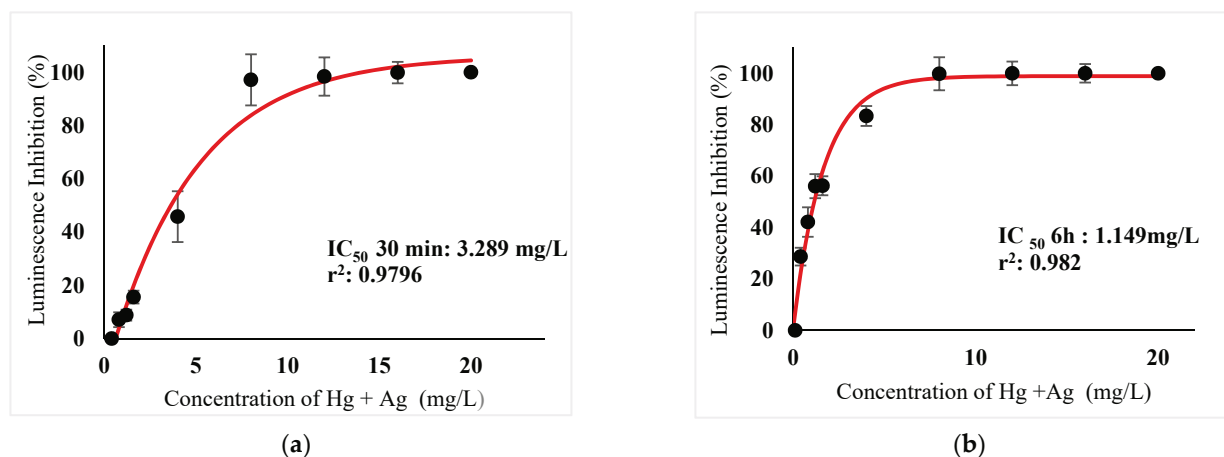 Luminescence Inhibition (%)
100
80
60
40
20
0
IC50 30 min: 3.289 mg/L
r2: 0.9796
0 5 10 15 20
Concentration of Hg + Ag (mg/L)
(a)
Luminescence Inhibition (%)
100
80
60
40
20
0
IC 50 6h : 1.149mg/L
r2: 0.982
0 10 20
Concentration of Hg +Ag (mg/L)
(b)